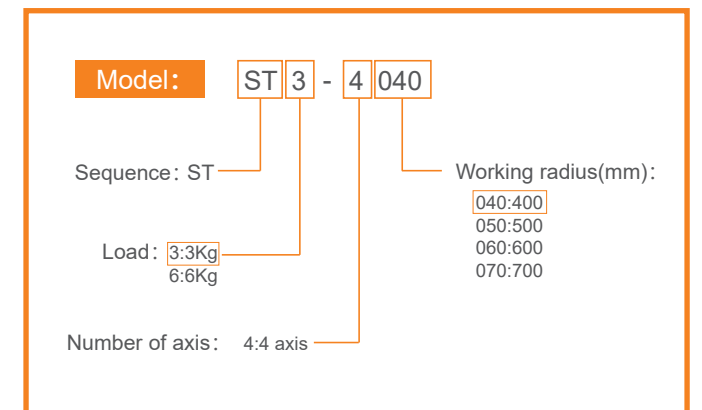 Model: ST 3 - 4 040
Sequence: ST
Working radius(mm):
040:400
050:500
060:600
070:700
Load: 3:3Kg
6:6Kg
Number of axis: 4:4 axis